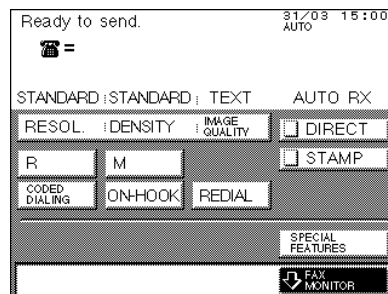 Ready to send. 31/03 15:00
AUTO
☎ =
STANDARD STANDARD TEXT AUTO RX
RESOL. DENSITY IMAGE QUALITY DIRECT
R M STAMP
CODED DIALING ON-HOOK REDIAL
SPECIAL FEATURES
FAX MONITOR